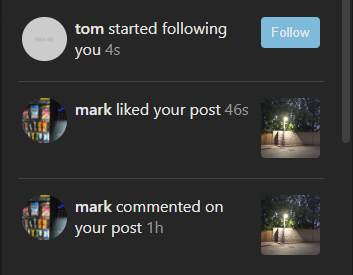 tom started following
you 4s
Follow
mark liked your post 46s
mark commented on
your post 1h